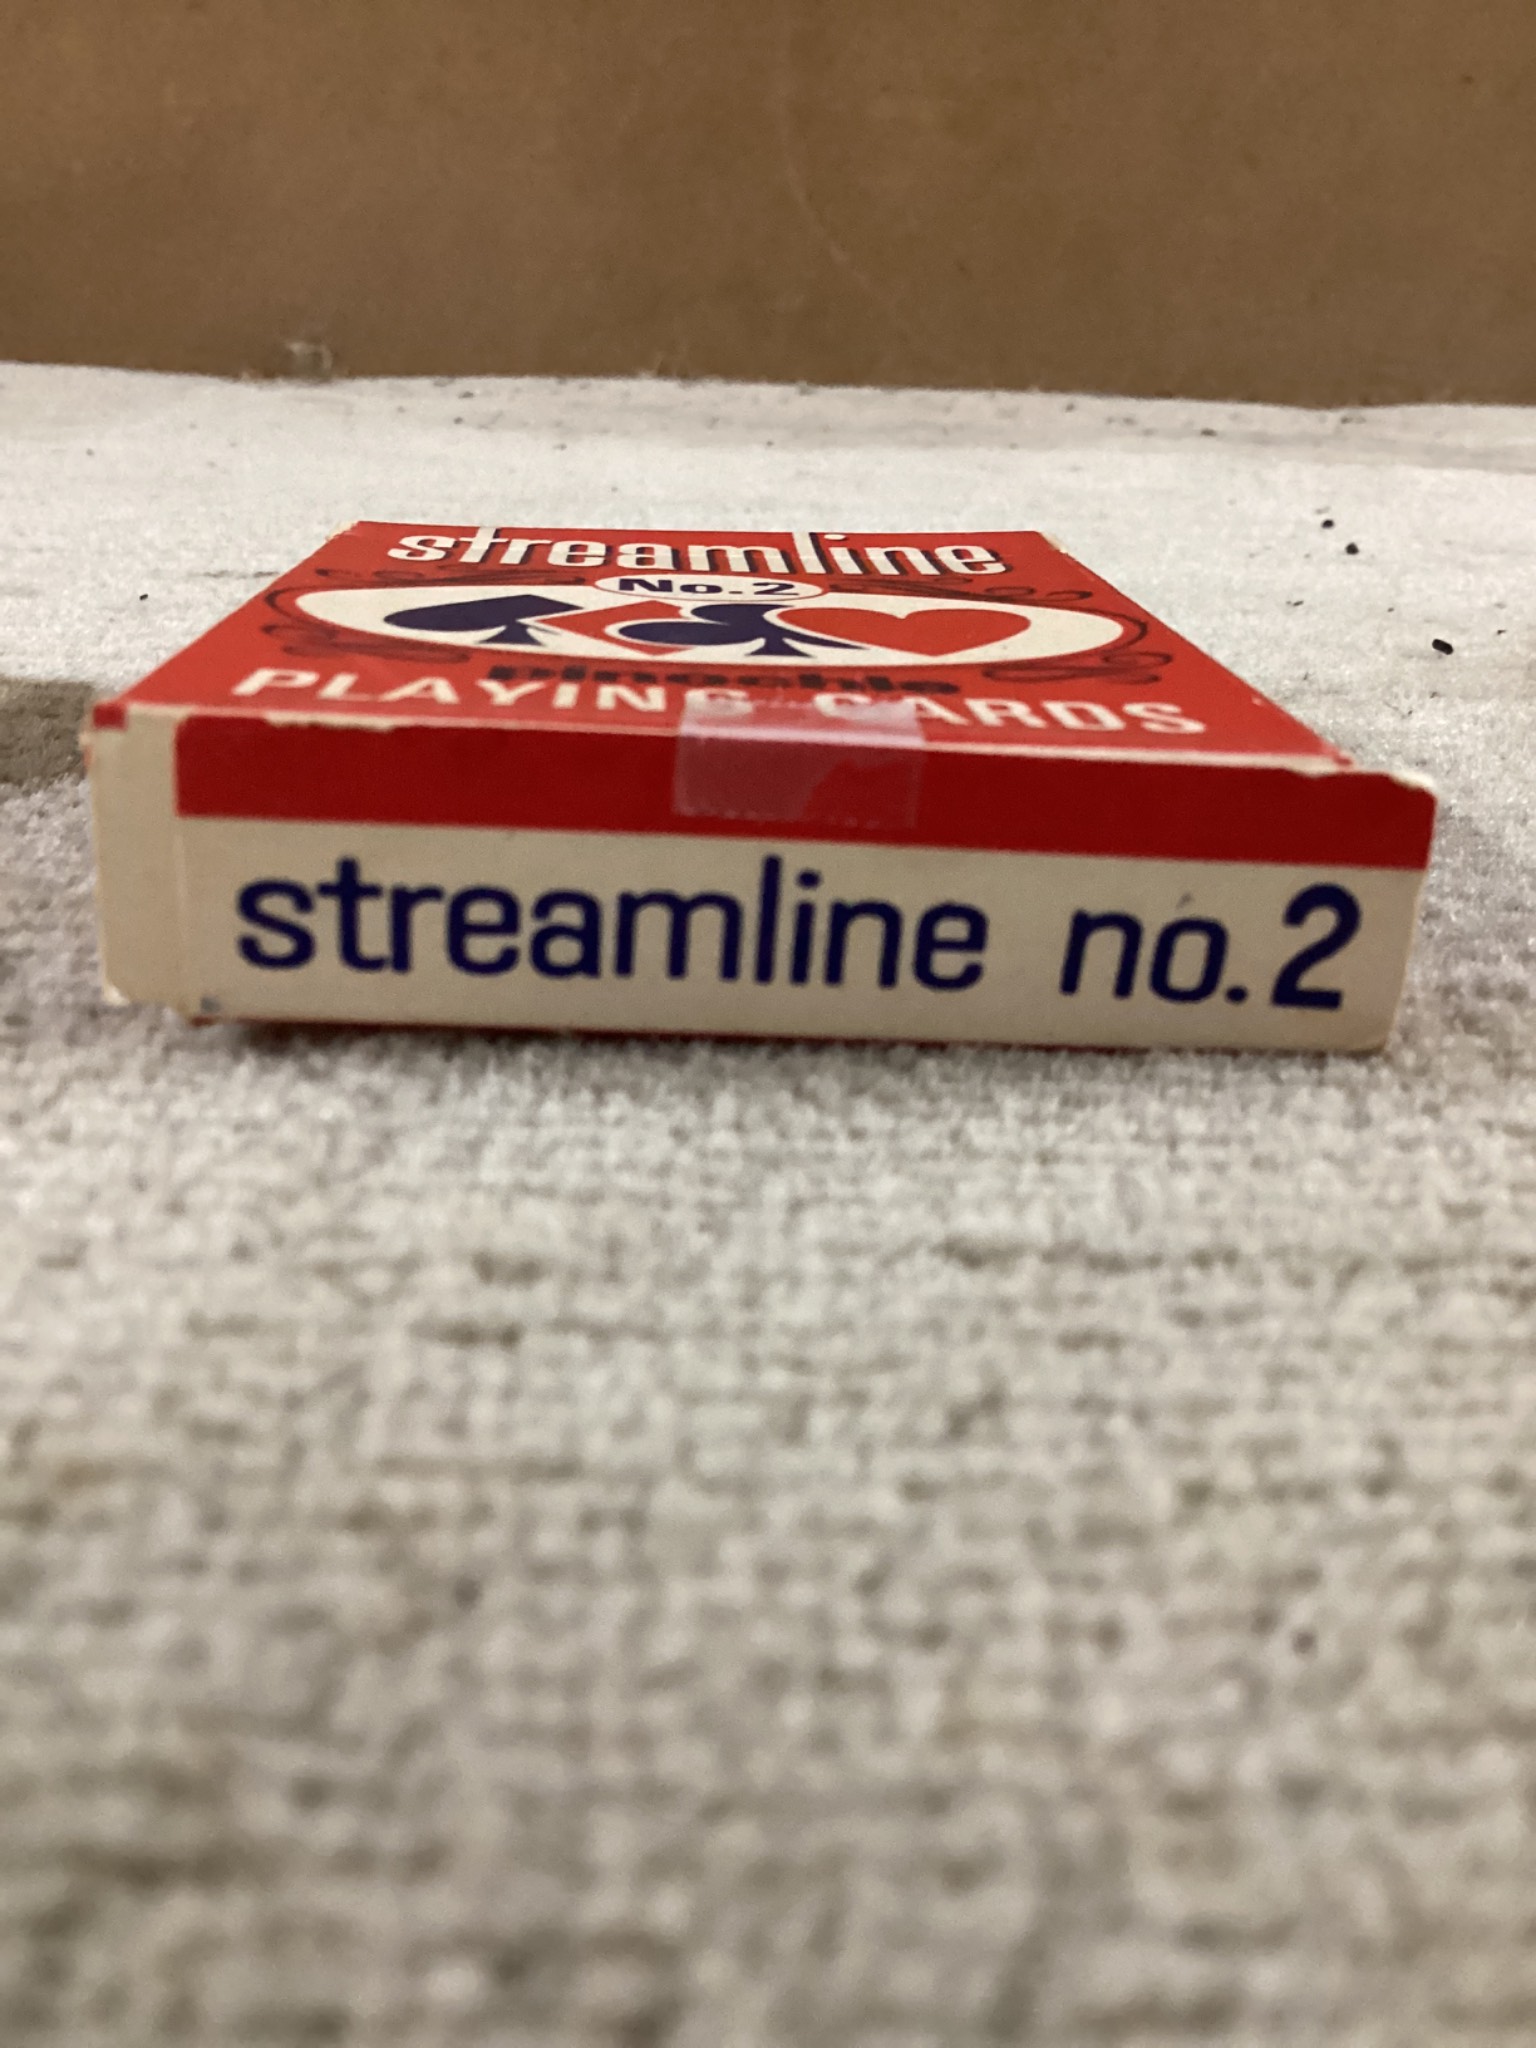 streamline
No.2
pinochle
PLAYING CARDS
streamline no.2